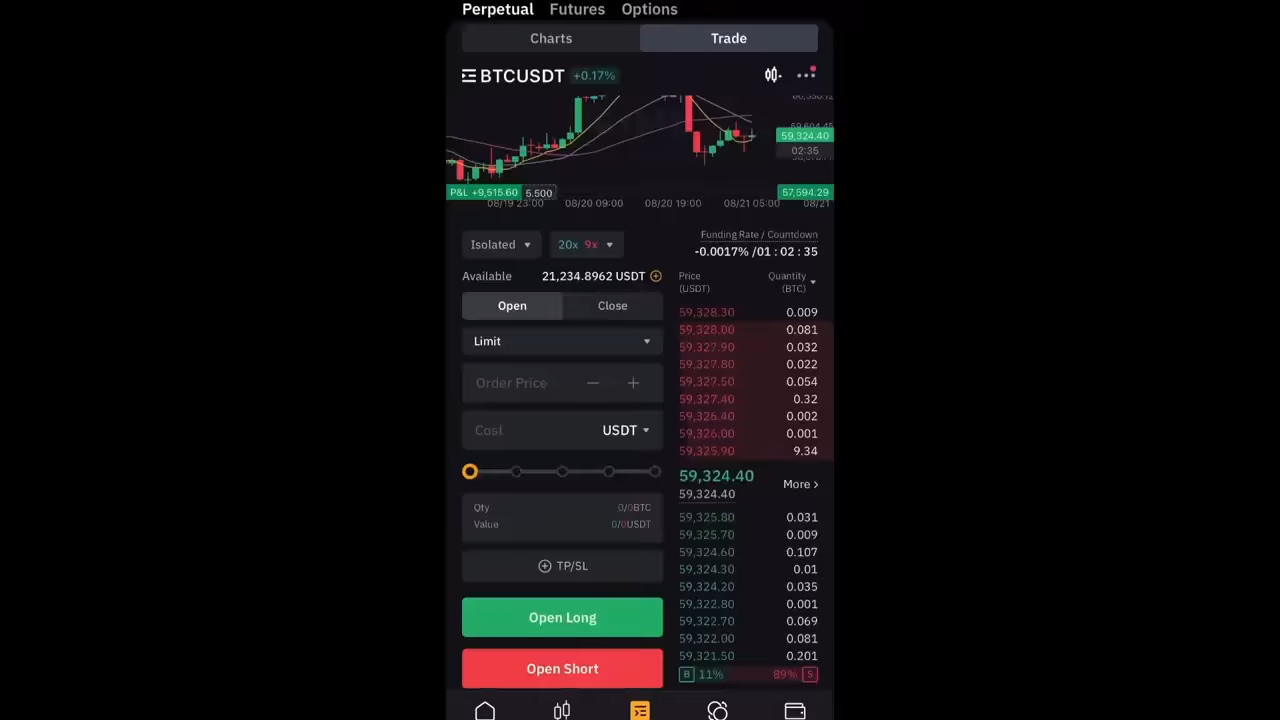 Perpetual Futures Options
Charts Trade
BTCUSDT +0.17%
59,324.40
02:35
P&L +9,515.60 5.500 57,594.29
08/19 23:00 08/20 09:00 08/20 19:00 08/21 05:00 08/21
Isolated 20x 9x
Funding Rate / Countdown
-0.0017% /01 : 02 : 35
Available 21,234.8962 USDT
Open Close
Limit
Order Price
Cost USDT
Qty 0/0BTC
Value 0/0USDT
TP/SL
Open Long
Open Short
Price Quantity
(USDT) (BTC)
59,328.30 0.009
59,328.00 0.081
59,327.90 0.032
59,327.80 0.022
59,327.50 0.054
59,327.40 0.32
59,326.40 0.002
59,326.00 0.001
59,325.90 9.34
59,324.40
59,324.40 More >
59,325.80 0.031
59,325.70 0.009
59,324.60 0.107
59,324.30 0.01
59,324.20 0.035
59,322.80 0.001
59,322.70 0.069
59,322.00 0.081
59,321.50 0.201
B 11% 89% S